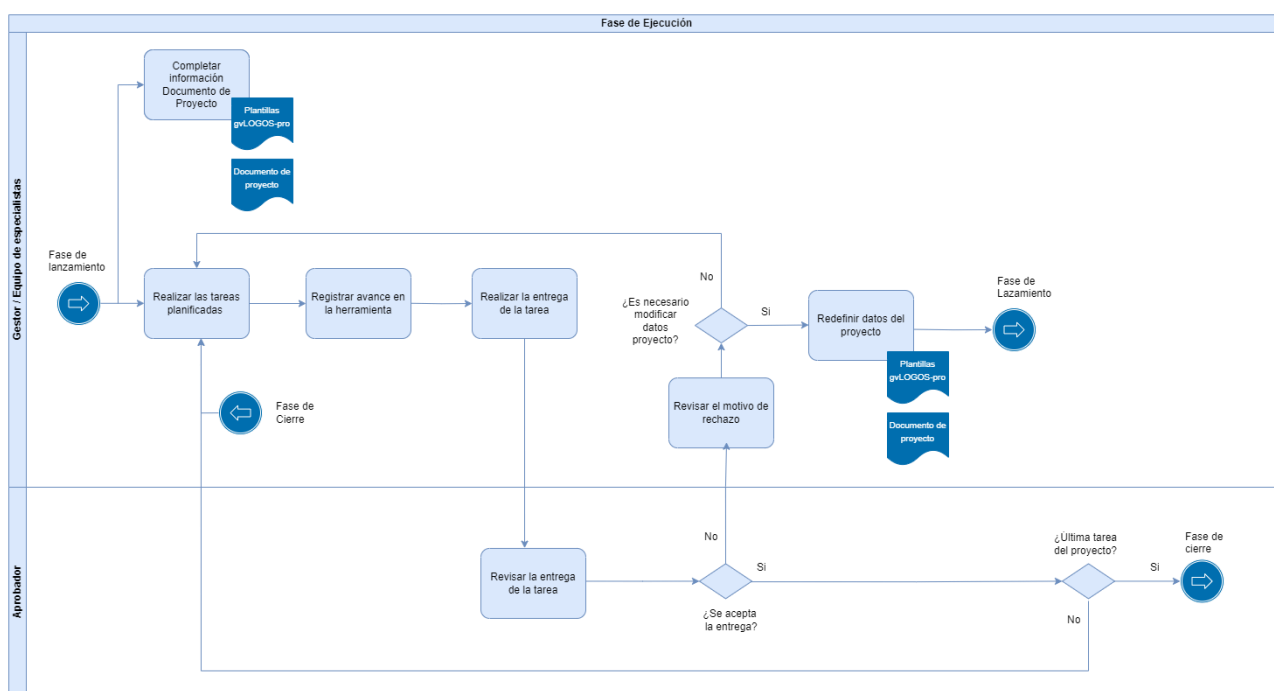 Fase de Ejecución
Gestor / Equipo de especialistas
Completar
información
Documento de
Proyecto
Plantillas
gvLOGOS-pro
Documento de
proyecto
Fase de
lanzamiento
Realizar las tareas
planificadas
Registrar avance en
la herramienta
Realizar la entrega
de la tarea
No
¿Es necesario
modificar
datos
proyecto?
Si
Redefinir datos del
proyecto
Fase de
Lazamiento
Plantillas
gvLOGOS-pro
Documento de
proyecto
Revisar el motivo de
rechazo
Fase de
Cierre
Aprobador
Revisar la entrega
de la tarea
No
Si
¿Se acepta
la entrega?
¿Última tarea
del proyecto?
Si
No
Fase de
cierre